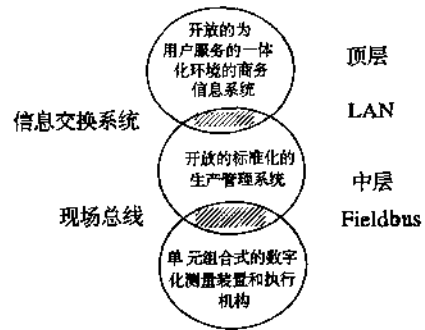 开放的为
用户服务的一体
化环境的商务
信息系统
顶层
信息交换系统
LAN
开放的标准化的
生产管理系统
中层
现场总线
Fieldbus
单元组合式的数字
化测量装置和执行
机构